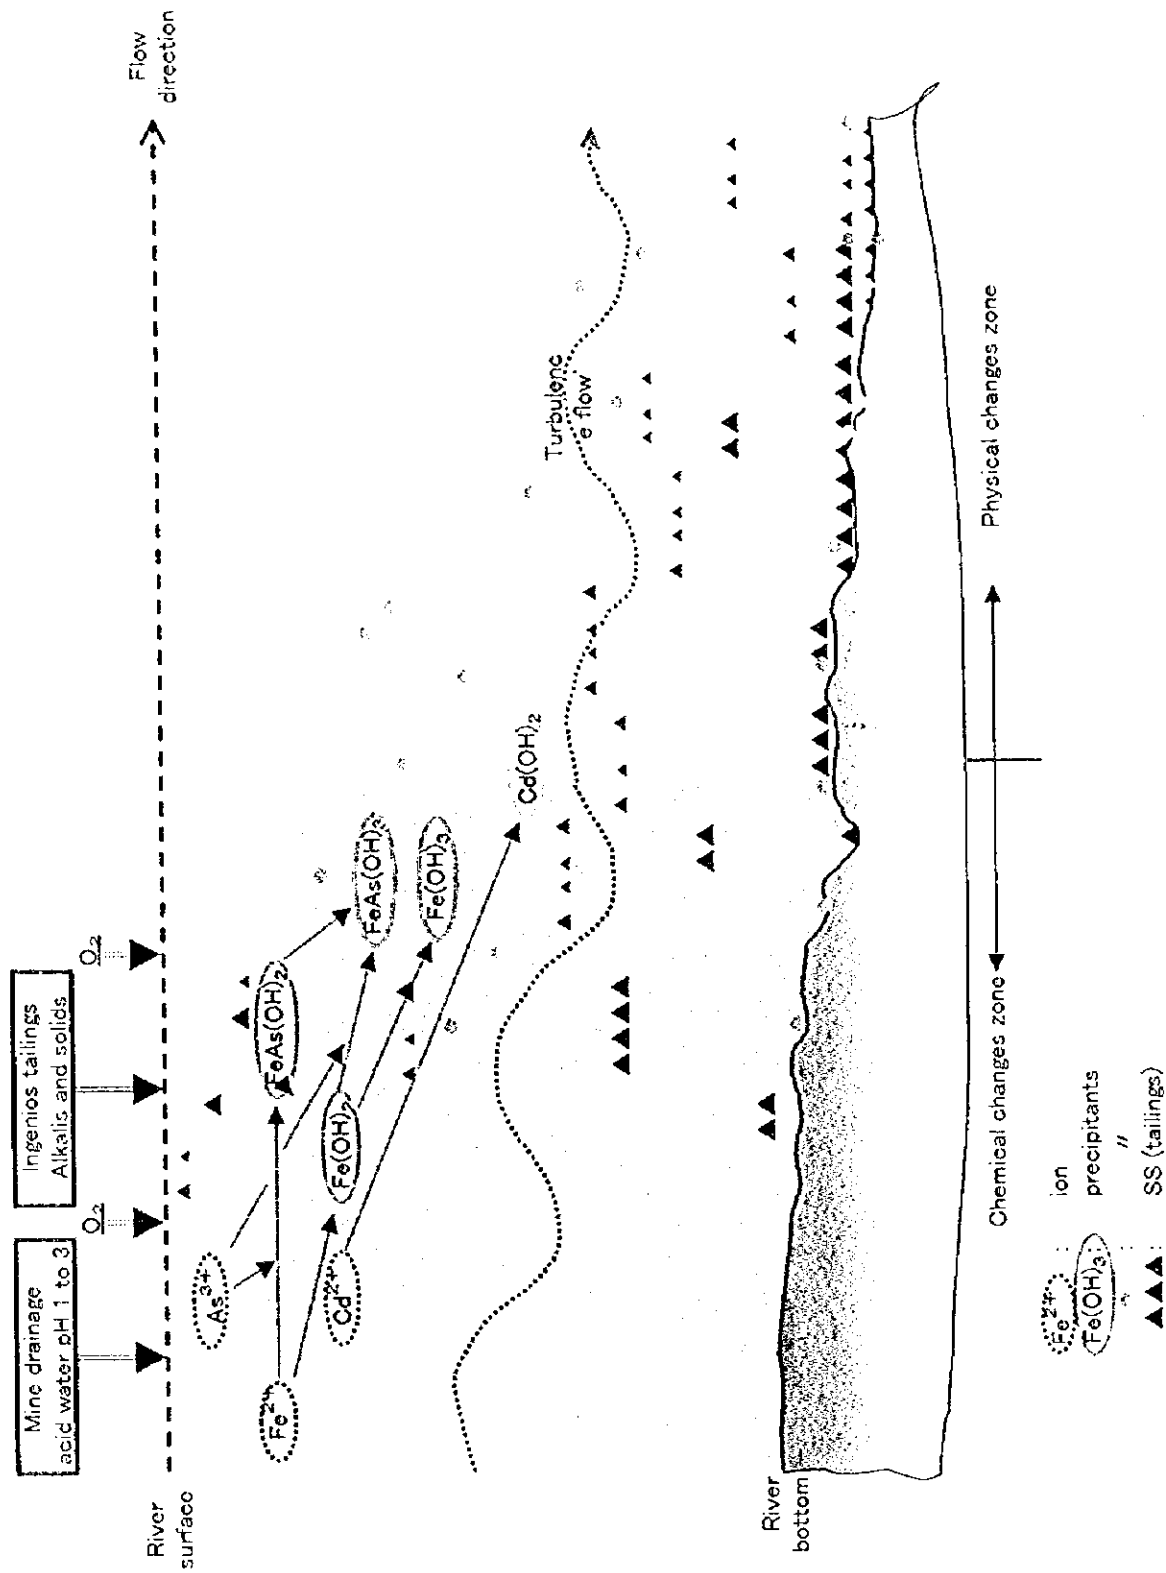 Mine drainage
acid water pH 1 to 3
Ingenios tailings
Alkalis and solids
O₂
O₂
River
surface
Flow
direction
As³⁺
Fe²⁺
Cd²⁺
FeAs(OH)₂
Fe(OH)₂
FeAs(OH)₃
Fe(OH)₃
Cd(OH)₂
Turbulenc
e flow
River
bottom
Chemical changes zone
Physical changes zone
Fe²⁺ : ion
Fe(OH)₃ : precipitants
: "
▲▲▲ : SS (tailings)